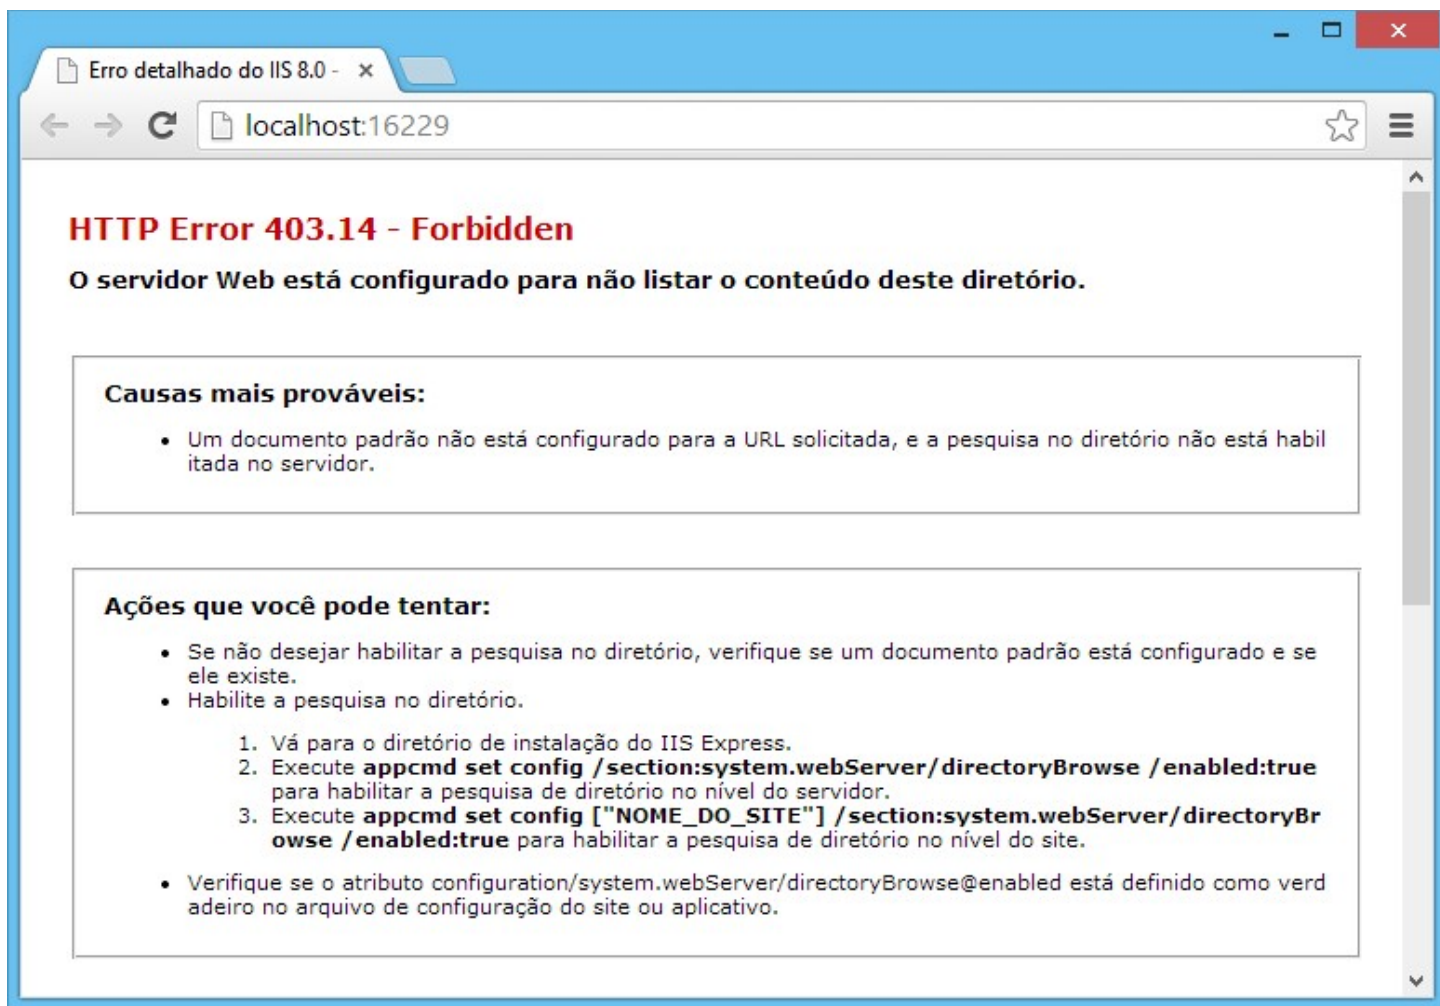 Erro detalhado do IIS 8.0 -
localhost:16229
HTTP Error 403.14 - Forbidden
O servidor Web está configurado para não listar o conteúdo deste diretório.
Causas mais prováveis:
• Um documento padrão não está configurado para a URL solicitada, e a pesquisa no diretório não está habil
itada no servidor.
Ações que você pode tentar:
• Se não desejar habilitar a pesquisa no diretório, verifique se um documento padrão está configurado e se
ele existe.
• Habilite a pesquisa no diretório.
1. Vá para o diretório de instalação do IIS Express.
2. Execute appcmd set config /section:system.webServer/directoryBrowse /enabled:true
para habilitar a pesquisa de diretório no nível do servidor.
3. Execute appcmd set config ["NOME_DO_SITE"] /section:system.webServer/directoryBr
owse /enabled:true para habilitar a pesquisa de diretório no nível do site.
• Verifique se o atributo configuration/system.webServer/directoryBrowse@enabled está definido como verd
adeiro no arquivo de configuração do site ou aplicativo.